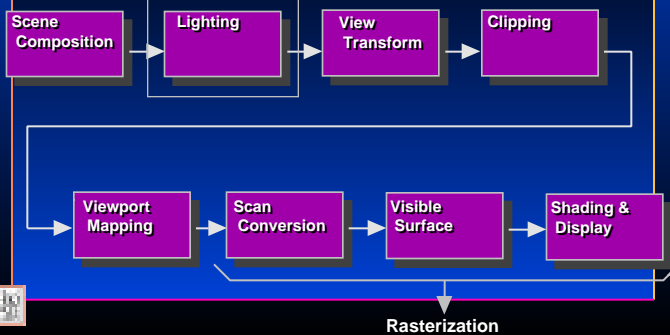 Scene
Composition
Lighting
View
Transform
Clipping
Viewport
Mapping
Scan
Conversion
Visible
Surface
Shading &
Display
Rasterization